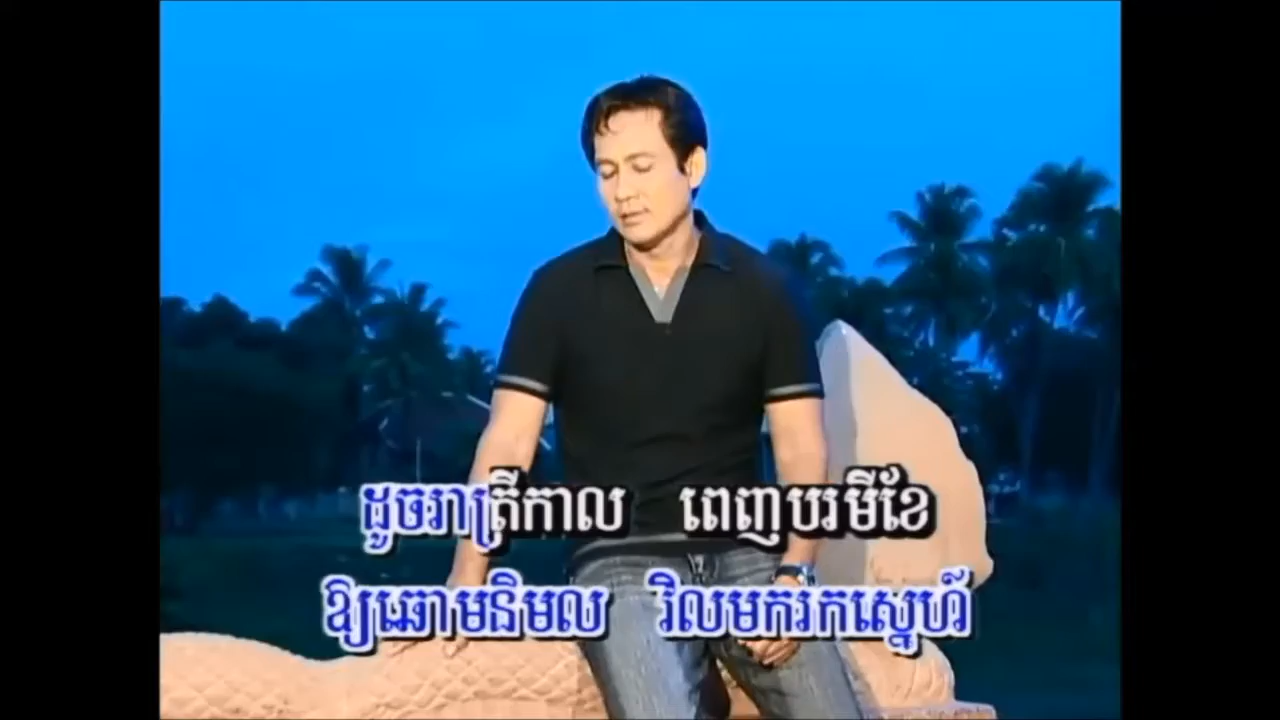 ដូចរាត្រីកាល ពេញបរមីខែ
ឱ្យឆោមនិមល វិលមករកស្នេហ៍